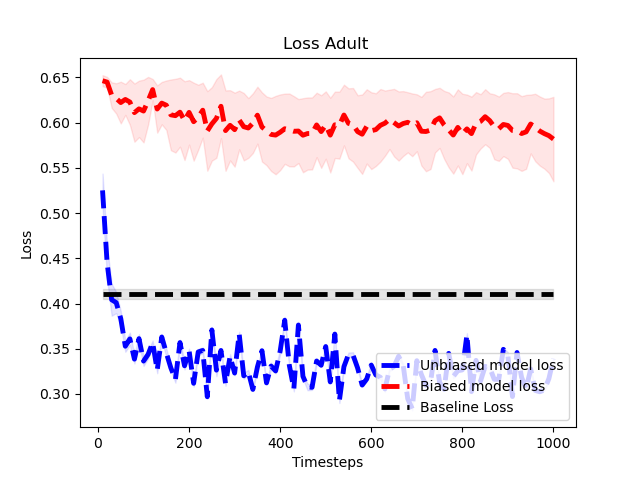 Loss Adult
0.65
0.60
0.55
0.50
0.45
0.40
0.35
0.30
Loss
Unbiased model loss
Biased model loss
Baseline Loss
0
200
400
600
800
1000
Timesteps